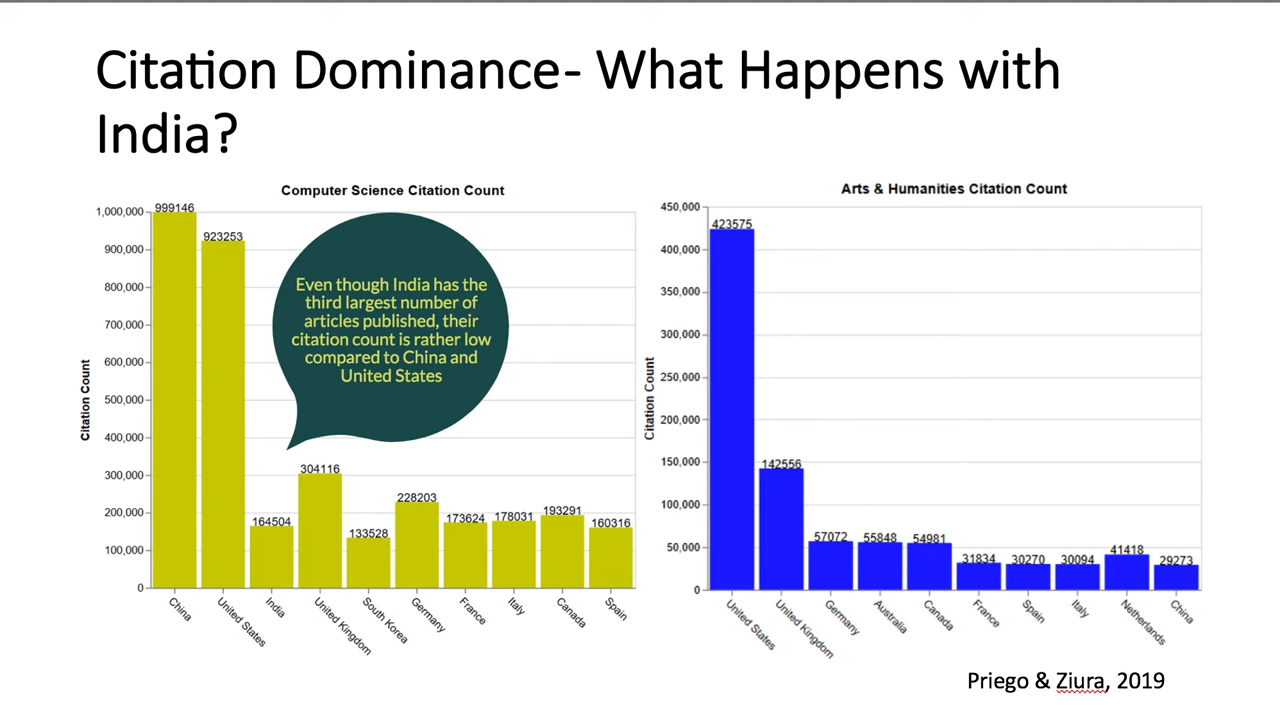 Citation Dominance- What Happens with
India?
Computer Science Citation Count
Citation Count
1,000,000
900,000
800,000
700,000
600,000
500,000
400,000
300,000
200,000
100,000
0
999146
923253
164504
304116
133528
228203
173624
178031
193291
160316
China
United States
India
United Kingdom
South Korea
Germany
France
Italy
Canada
Spain
Even though India has the
third largest number of
articles published, their
citation count is rather low
compared to China and
United States
Arts & Humanities Citation Count
Citation Count
450,000
400,000
350,000
300,000
250,000
200,000
150,000
100,000
50,000
0
423575
142556
57072
55848
54981
31834
30270
30094
41418
29273
United States
United Kingdom
Germany
Australia
Canada
France
Spain
Italy
Netherlands
China
Priego & Ziura, 2019